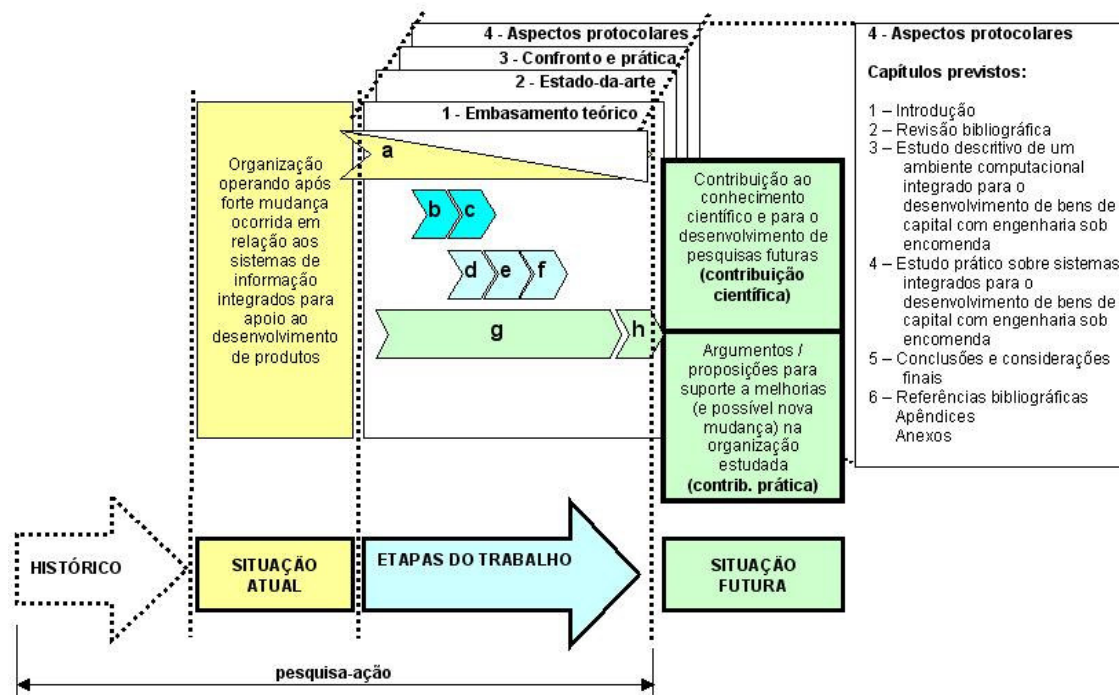 4 - Aspectos protocolares
3 - Confronto e prática
2 - Estado-da-arte
1 - Embasamento teórico
Organização
operando após
forte mudança
ocorrida em
relação aos
sistemas de
informação
integrados para
apoio ao
desenvolvimento
de produtos
a
b
c
d
e
f
g
h
Contribuição ao
conhecimento
científico e para o
desenvolvimento de
pesquisas futuras
(contribuição
científica)
Argumentos /
proposições para
suporte a melhorias
(e possível nova
mudança) na
organização
estudada
(contrib. prática)
4 - Aspectos protocolares
Capítulos previstos:
1 – Introdução
2 – Revisão bibliográfica
3 – Estudo descritivo de um
ambiente computacional
integrado para o
desenvolvimento de bens de
capital com engenharia sob
encomenda
4 – Estudo prático sobre sistemas
integrados para o
desenvolvimento de bens de
capital com engenharia sob
encomenda
5 – Conclusões e considerações
finais
6 – Referências bibliográficas
Apêndices
Anexos
HISTÓRICO
SITUAÇÃO
ATUAL
ETAPAS DO TRABALHO
SITUAÇÃO
FUTURA
pesquisa-ação